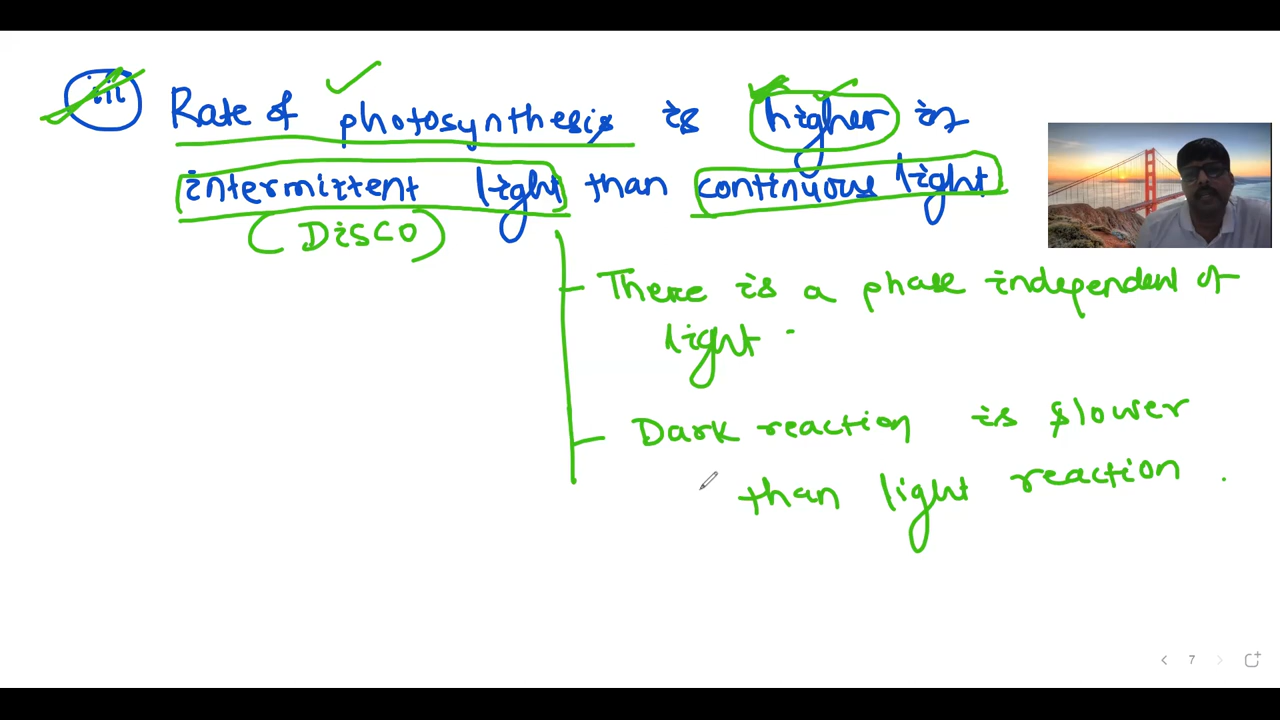 iii Rate of photosynthesis is higher in
intermittent light than continuous light.
(Disco)
There is a phase independent of
light.
Dark reaction is slower
than light reaction.
7